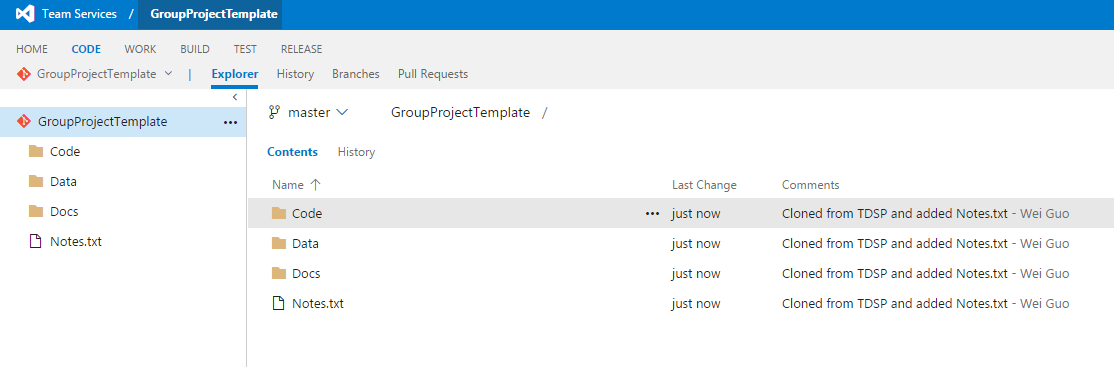 Team Services / GroupProjectTemplate
HOME CODE WORK BUILD TEST RELEASE
GroupProjectTemplate | Explorer History Branches Pull Requests
GroupProjectTemplate ...
Code
Data
Docs
Notes.txt
master GroupProjectTemplate /
Contents History
Name Last Change Comments
Code ... just now Cloned from TDSP and added Notes.txt - Wei Guo
Data just now Cloned from TDSP and added Notes.txt - Wei Guo
Docs just now Cloned from TDSP and added Notes.txt - Wei Guo
Notes.txt just now Cloned from TDSP and added Notes.txt - Wei Guo